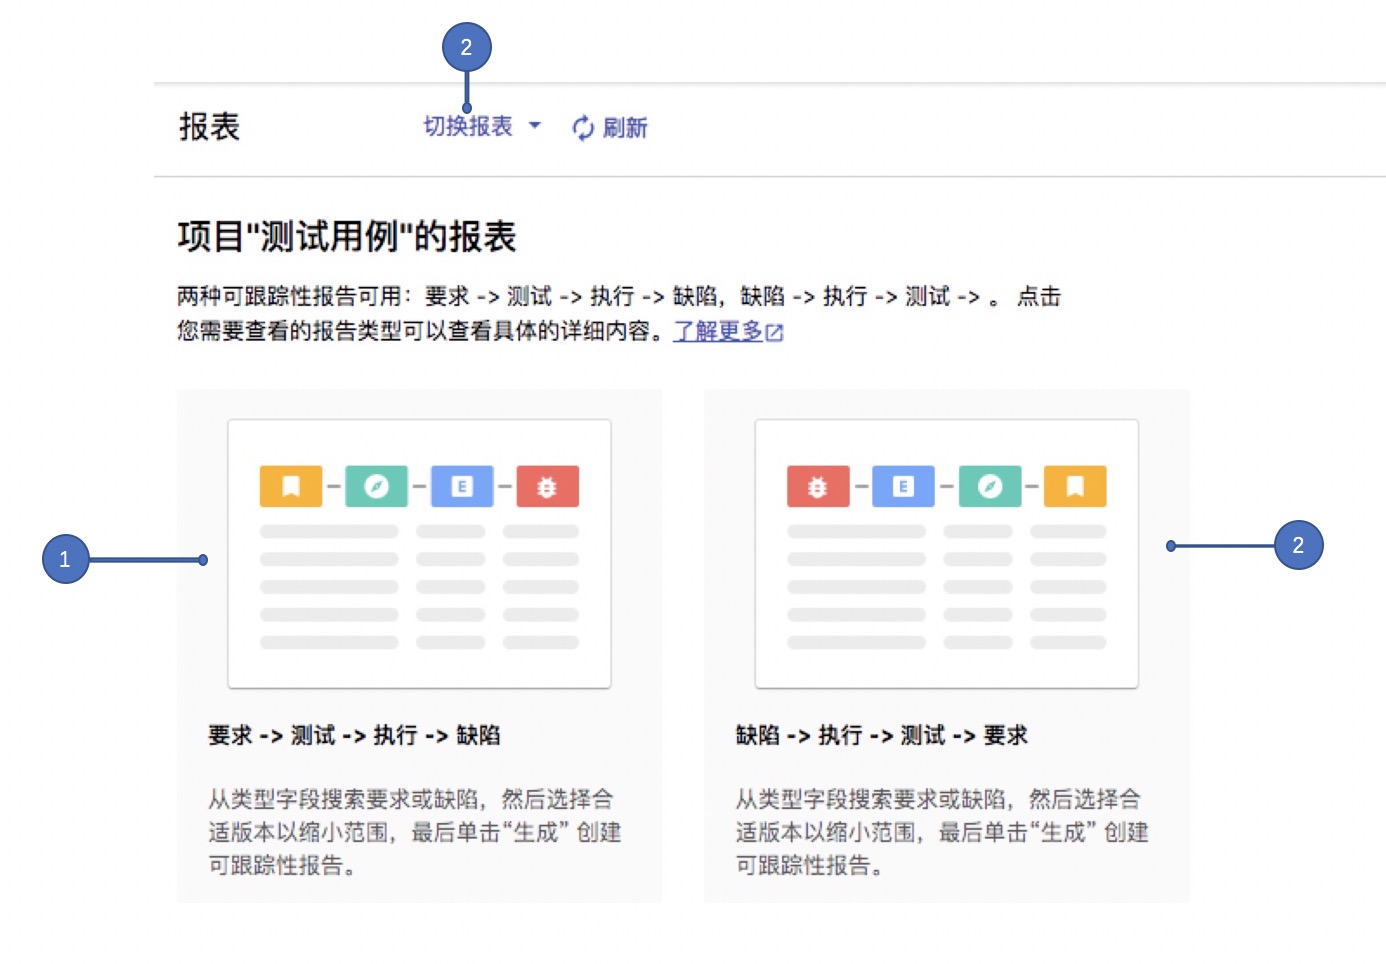 2
报表
切换报表
刷新
项目"测试用例"的报表
两种可跟踪性报告可用：要求 -> 测试 -> 执行 -> 缺陷，缺陷 -> 执行 -> 测试 -> 。 点击
您需要查看的报告类型可以查看具体的详细内容。了解更多
E
E
1
2
要求 -> 测试 -> 执行 -> 缺陷
从类型字段搜索要求或缺陷，然后选择合
适版本以缩小范围，最后单击“生成” 创建
可跟踪性报告。
缺陷 -> 执行 -> 测试 -> 要求
从类型字段搜索要求或缺陷，然后选择合
适版本以缩小范围，最后单击“生成” 创建
可跟踪性报告。